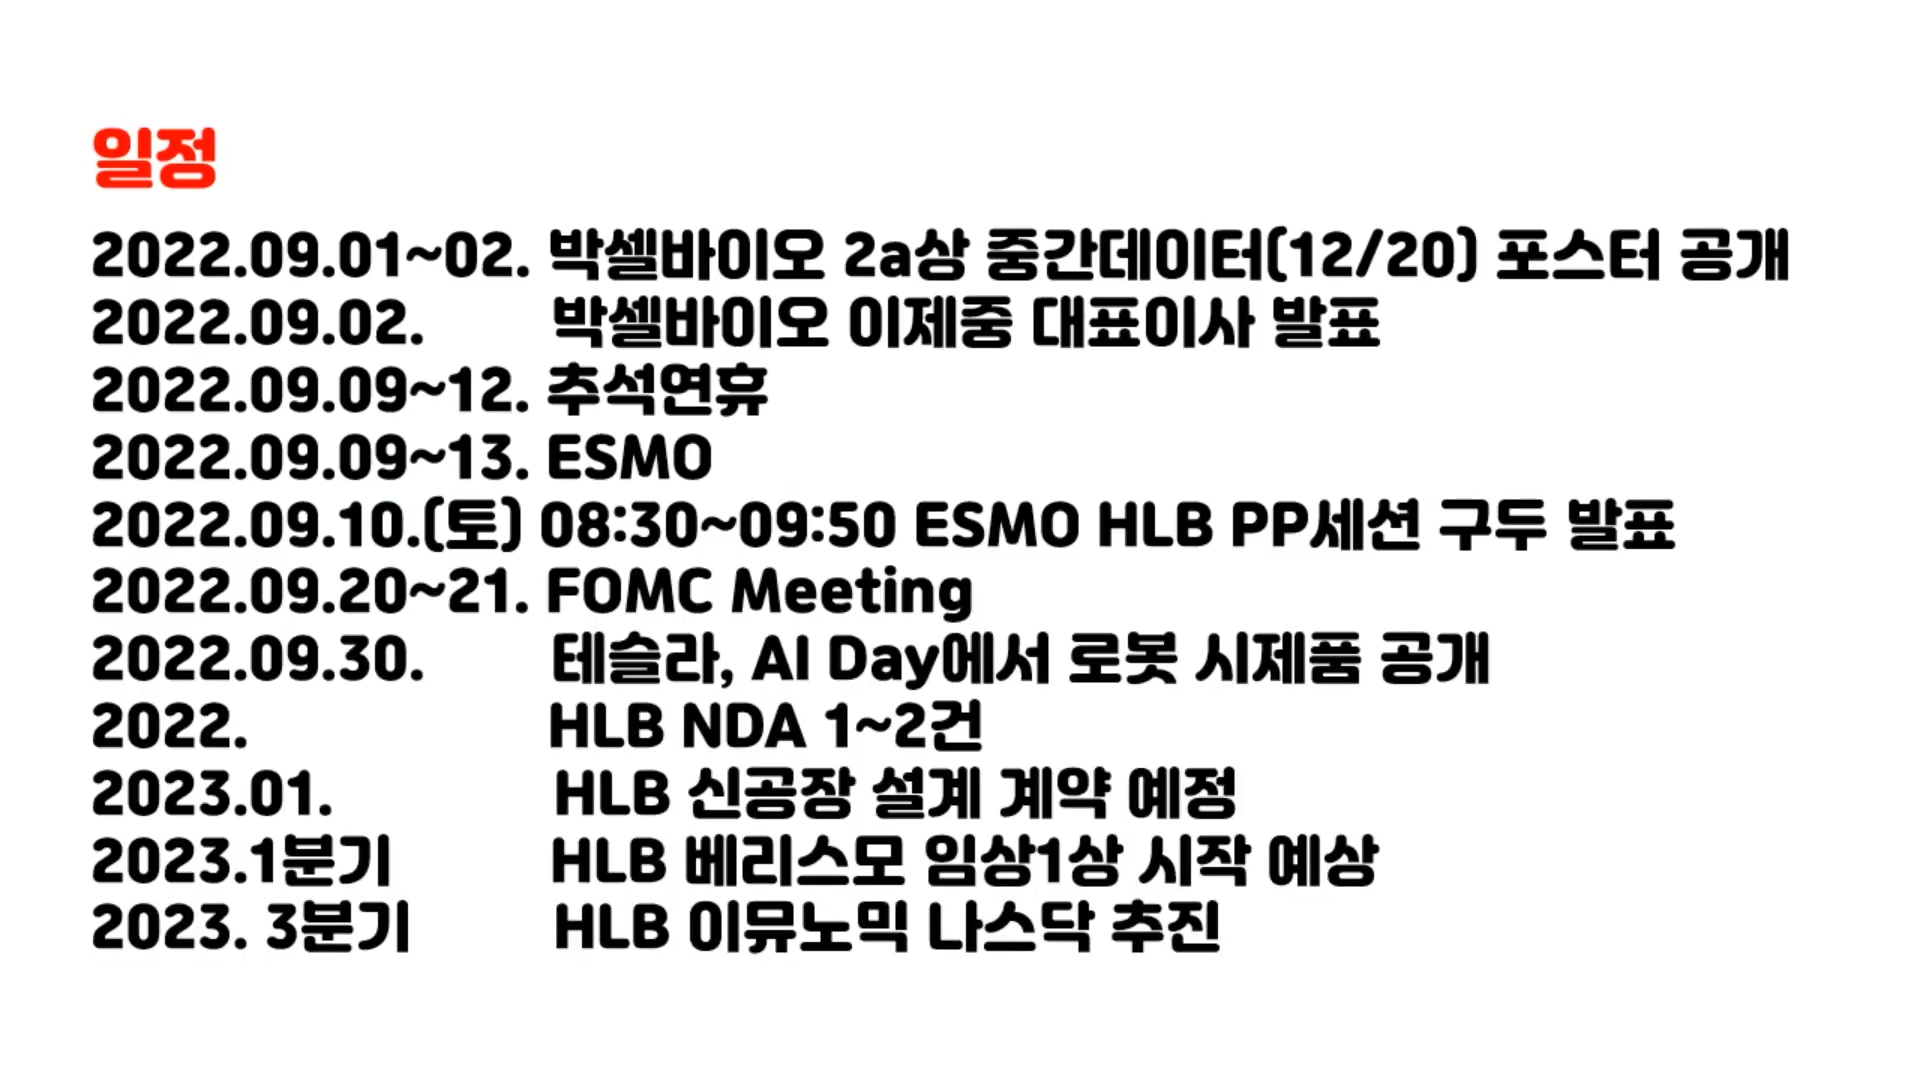 일정
2022.09.01~02. 박셀바이오 2a상 중간데이터(12/20) 포스터 공개
2022.09.02. 박셀바이오 이제중 대표이사 발표
2022.09.09~12. 추석연휴
2022.09.09~13. ESMO
2022.09.10.(토) 08:30~09:50 ESMO HLB PP세션 구두 발표
2022.09.20~21. FOMC Meeting
2022.09.30. 테슬라, AI Day에서 로봇 시제품 공개
2022. HLB NDA 1~2건
2023.01. HLB 신공장 설계 계약 예정
2023.1분기 HLB 베리스모 임상1상 시작 예상
2023. 3분기 HLB 이뮤노믹 나스닥 추진